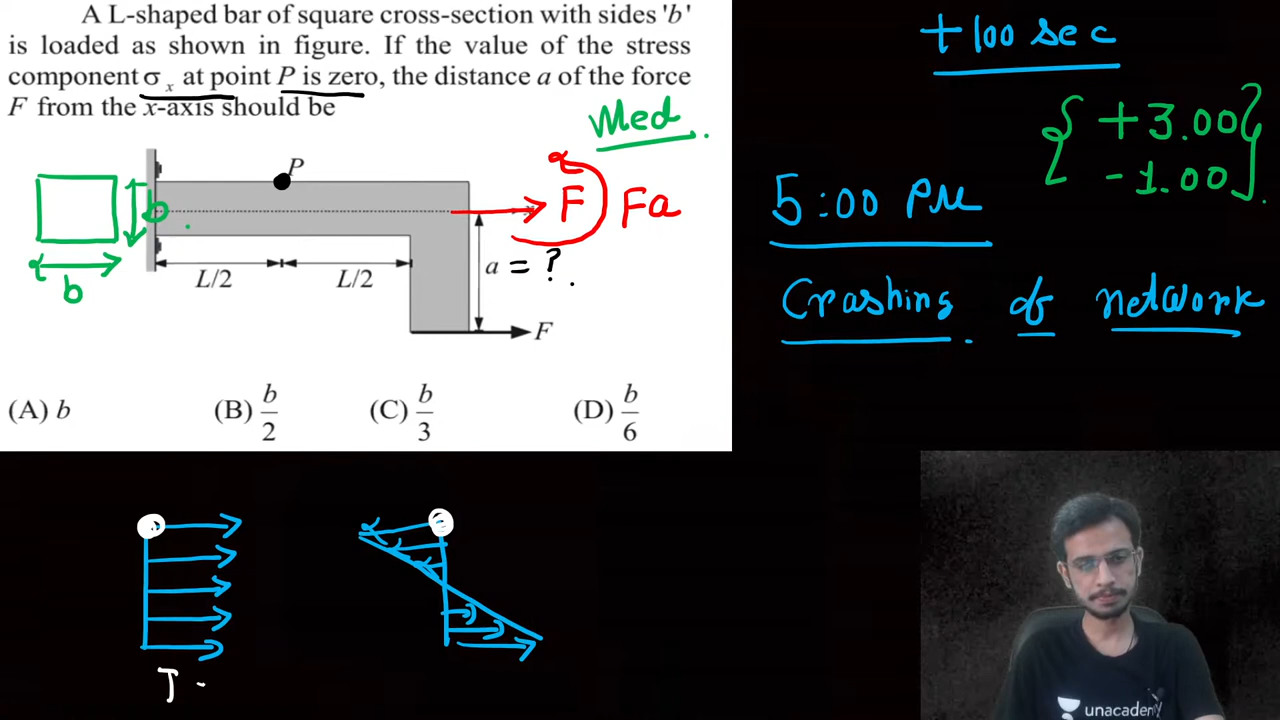 A L-shaped bar of square cross-section with sides 'b'
is loaded as shown in figure. If the value of the stress
component σx at point P is zero, the distance a of the force
F from the x-axis should be
Med.
P
b
F
Fa
b
L/2
L/2
a = ?
F
(A) b
(B) b/2
(C) b/3
(D) b/6
+100 sec
+3.00
-1.00
5:00 PM
Crashing of network
T
unacademy